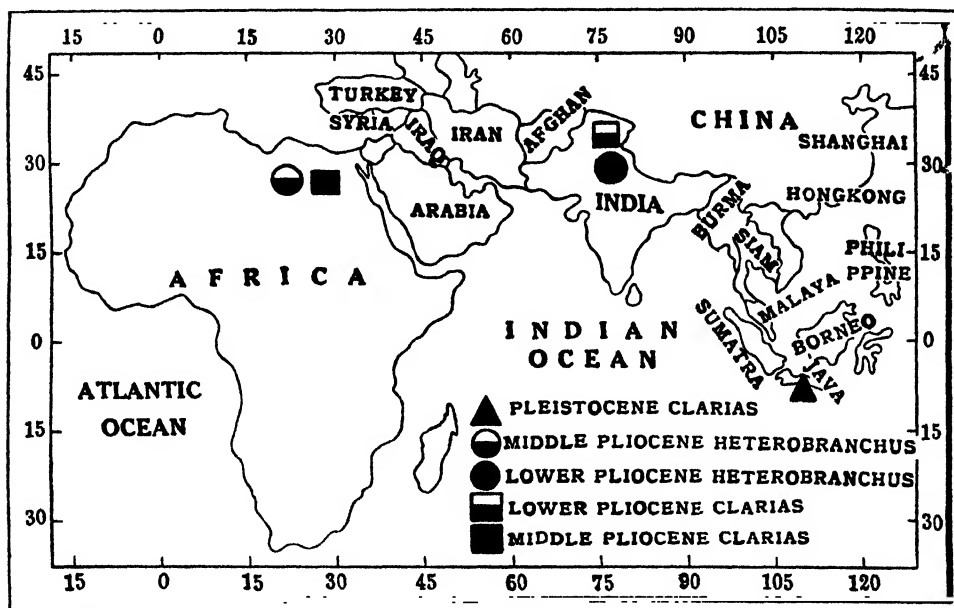 15 0 15 30 45 60 75 90 105 120
45 45
TURKEY
SYRIA
IRAQ
IRAN
AFGHAN
CHINA
SHANGHAI
30 30
INDIA
HONGKONG
ARABIA
BURMA
SIAM
15 15
PHILI
PPINE
AFRICA
MALAYA
INDIAN
OCEAN
0 0
SUMATRA
BORNEO
JAVA
ATLANTIC
OCEAN
PLEISTOCENE CLARIAS
15 15
MIDDLE PLIOCENE HETEROBRANCHUS
LOWER PLIOCENE HETEROBRANCHUS
LOWER PLIOCENE CLARIAS
30 30
MIDDLE PLIOCENE CLARIAS
15 0 15 30 45 60 75 90 105 120